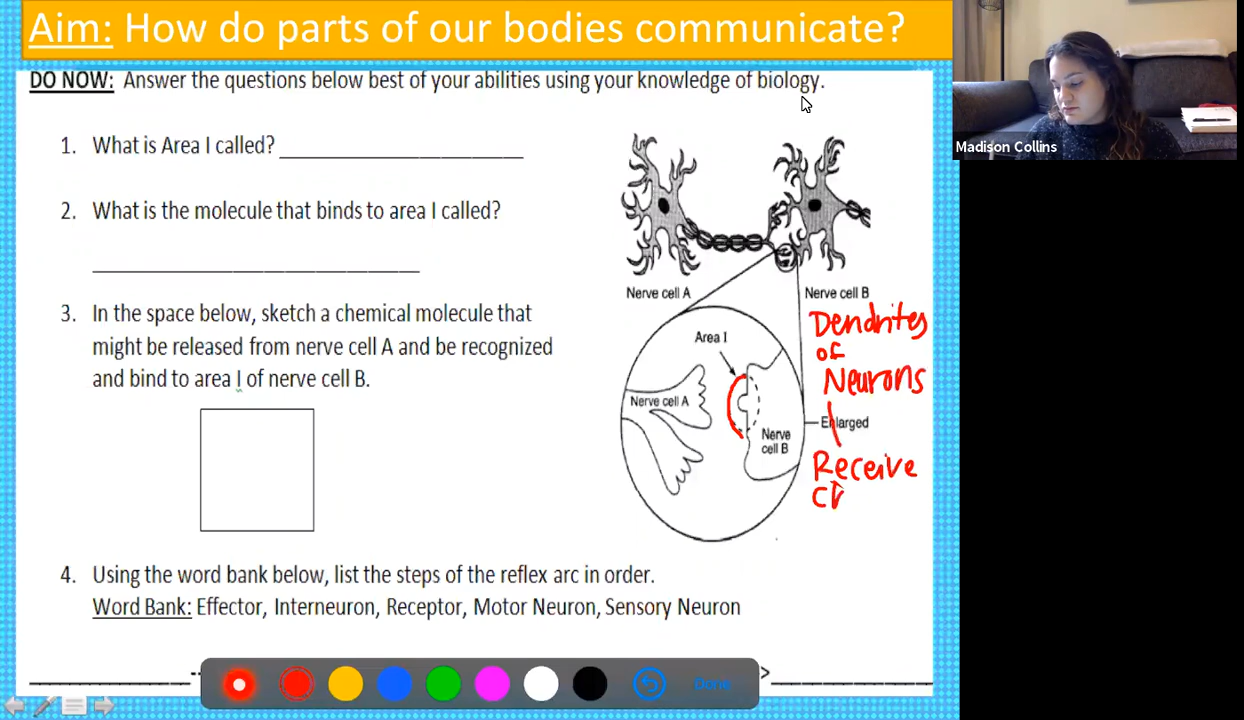 Aim: How do parts of our bodies communicate?
DO NOW: Answer the questions below best of your abilities using your knowledge of biology.
Madison Collins
1. What is Area I called?
2. What is the molecule that binds to area I called?
3. In the space below, sketch a chemical molecule that
might be released from nerve cell A and be recognized
and bind to area I of nerve cell B.
Nerve cell A
Nerve cell B
Dendrites
of
Neurons
Area I
Nerve cell A
Enlarged
Nerve
cell B
Receive
4. Using the word bank below, list the steps of the reflex arc in order.
Word Bank: Effector, Interneuron, Receptor, Motor Neuron, Sensory Neuron
Done